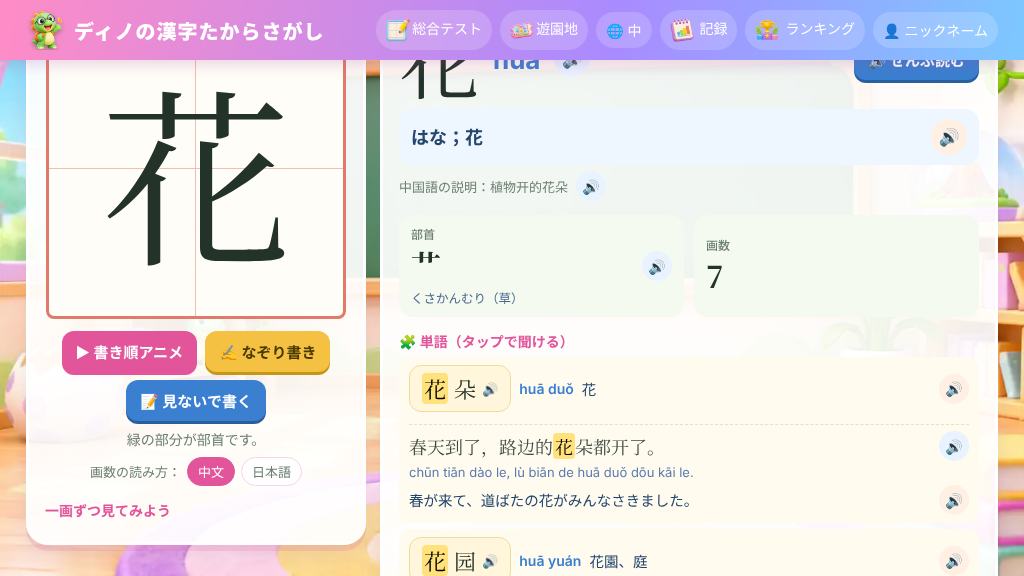 ディノの漢字たからさがし
総合テスト
遊園地
中
記録
ランキング
ニックネーム
花
▶ 書き順アニメ
なぞり書き
見ないで書く
緑の部分が部首です。
画数の読み方：
中文
日本語
一画ずつ見てみよう
花
huā
ぜんぶ読む
はな；花
中国語の説明：植物开的花朵
部首
艹
くさかんむり（草）
画数
7
単語（タップで聞ける）
花朵
huā duǒ 花
春天到了，路边的花朵都开了。
chūn tiān dào le, lù biān de huā duǒ dōu kāi le.
春が来て、道ばたの花がみんなさきました。
花园
huā yuán 花園、庭